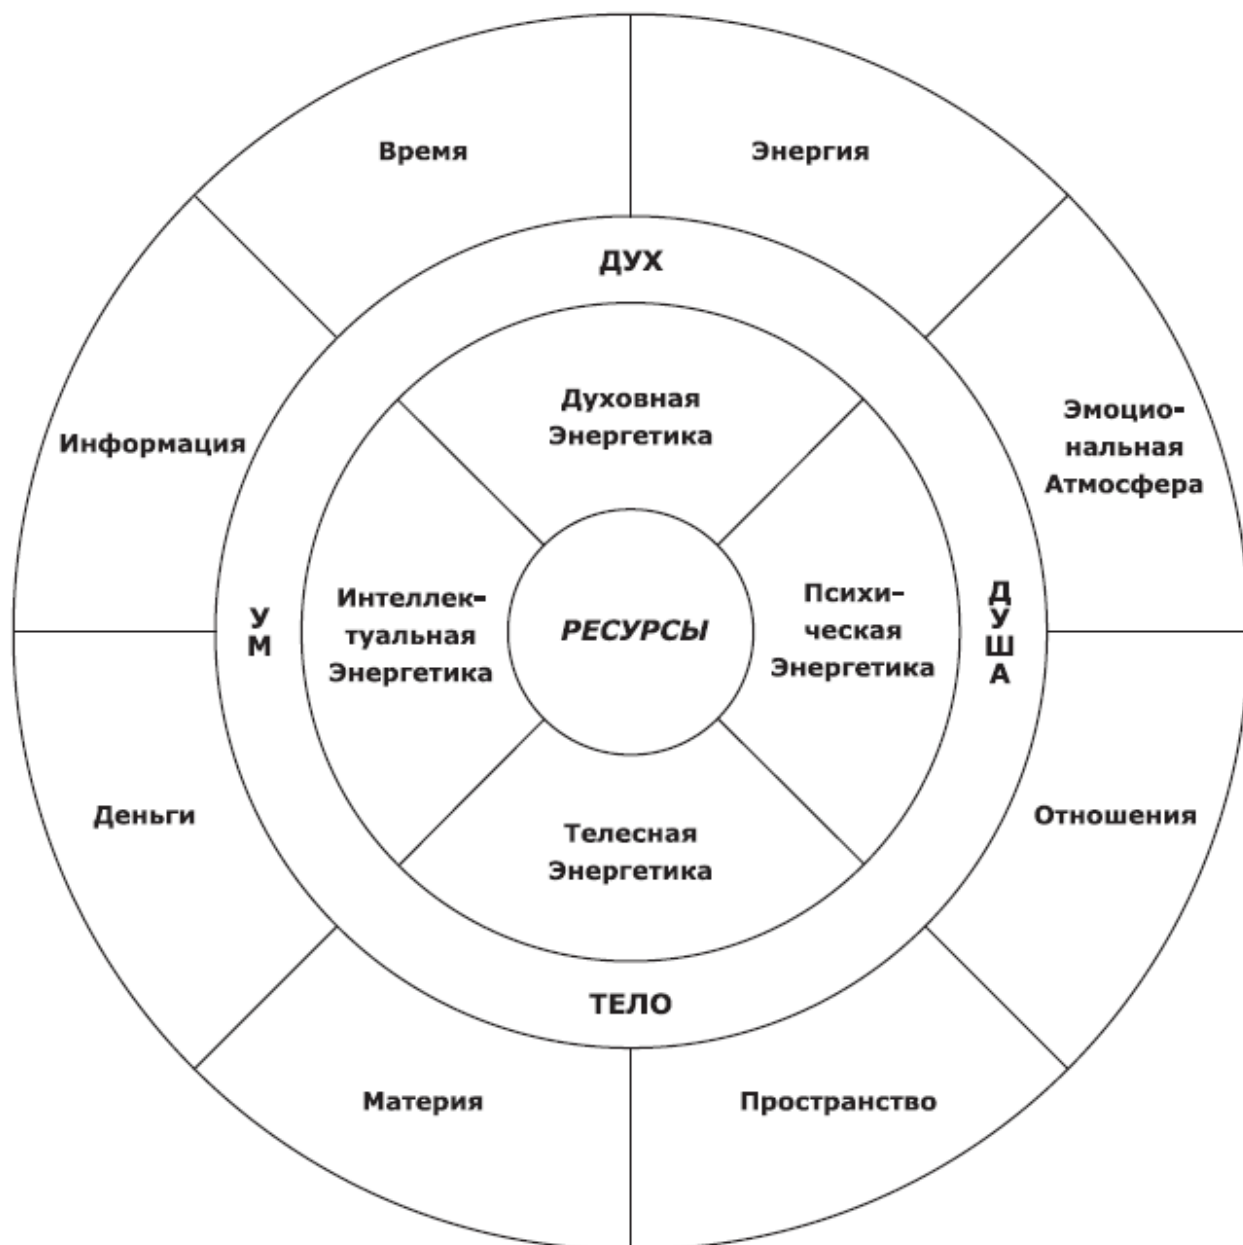 Время
Энергия
ДУХ
Духовная
Энергетика
Информация
Эмоцио-
нальная
Атмосфера
У
М
Интеллек-
туальная
Энергетика
РЕСУРСЫ
Психи-
ческая
Энергетика
Д
У
Ш
А
Деньги
Телесная
Энергетика
Отношения
ТЕЛО
Материя
Пространство